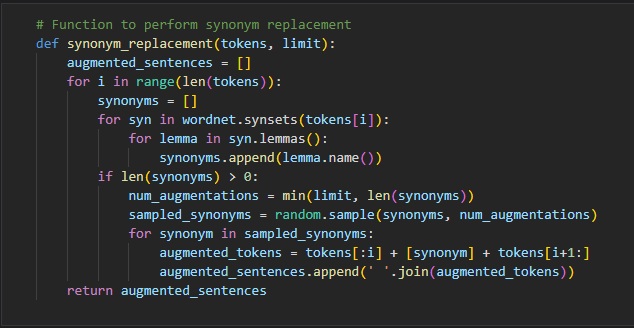 # Function to perform synonym replacement
def synonym_replacement(tokens, limit):
    augmented_sentences = []
    for i in range(len(tokens)):
        synonyms = []
        for syn in wordnet.synsets(tokens[i]):
            for lemma in syn.lemmas():
                synonyms.append(lemma.name())
        if len(synonyms) > 0:
            num_augmentations = min(limit, len(synonyms))
            sampled_synonyms = random.sample(synonyms, num_augmentations)
            for synonym in sampled_synonyms:
                augmented_tokens = tokens[:i] + [synonym] + tokens[i+1:]
                augmented_sentences.append(' '.join(augmented_tokens))
    return augmented_sentences